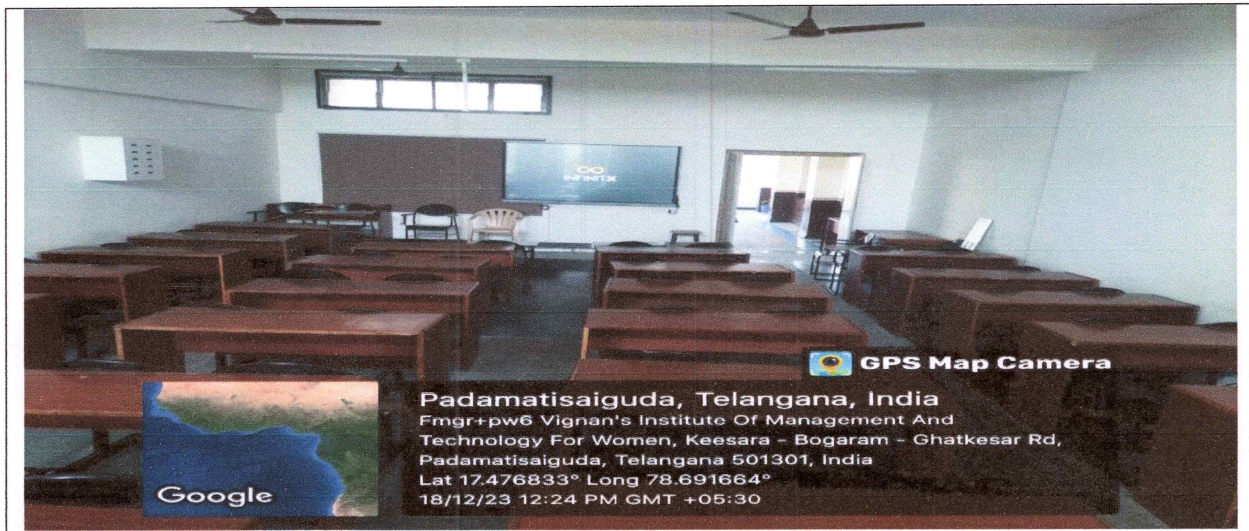 INFINITX
GPS Map Camera
Padamatisaiguda, Telangana, India
Fmgr+pw6 Vignan's Institute Of Management And
Technology For Women, Keesara - Bogaram - Ghatkesar Rd,
Padamatisaiguda, Telangana 501301, India
Lat 17.476833° Long 78.691664°
18/12/23 12:24 PM GMT +05:30
Google